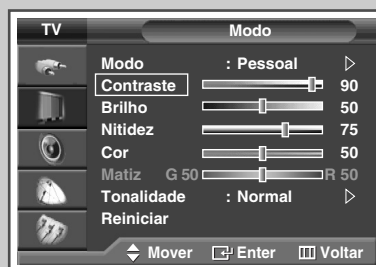 TV Modo
Modo : Pessoal
Contraste 90
Brilho 50
Nitidez 75
Cor 50
Matiz G 50 R 50
Tonalidade : Normal
Reiniciar
Mover Enter Voltar